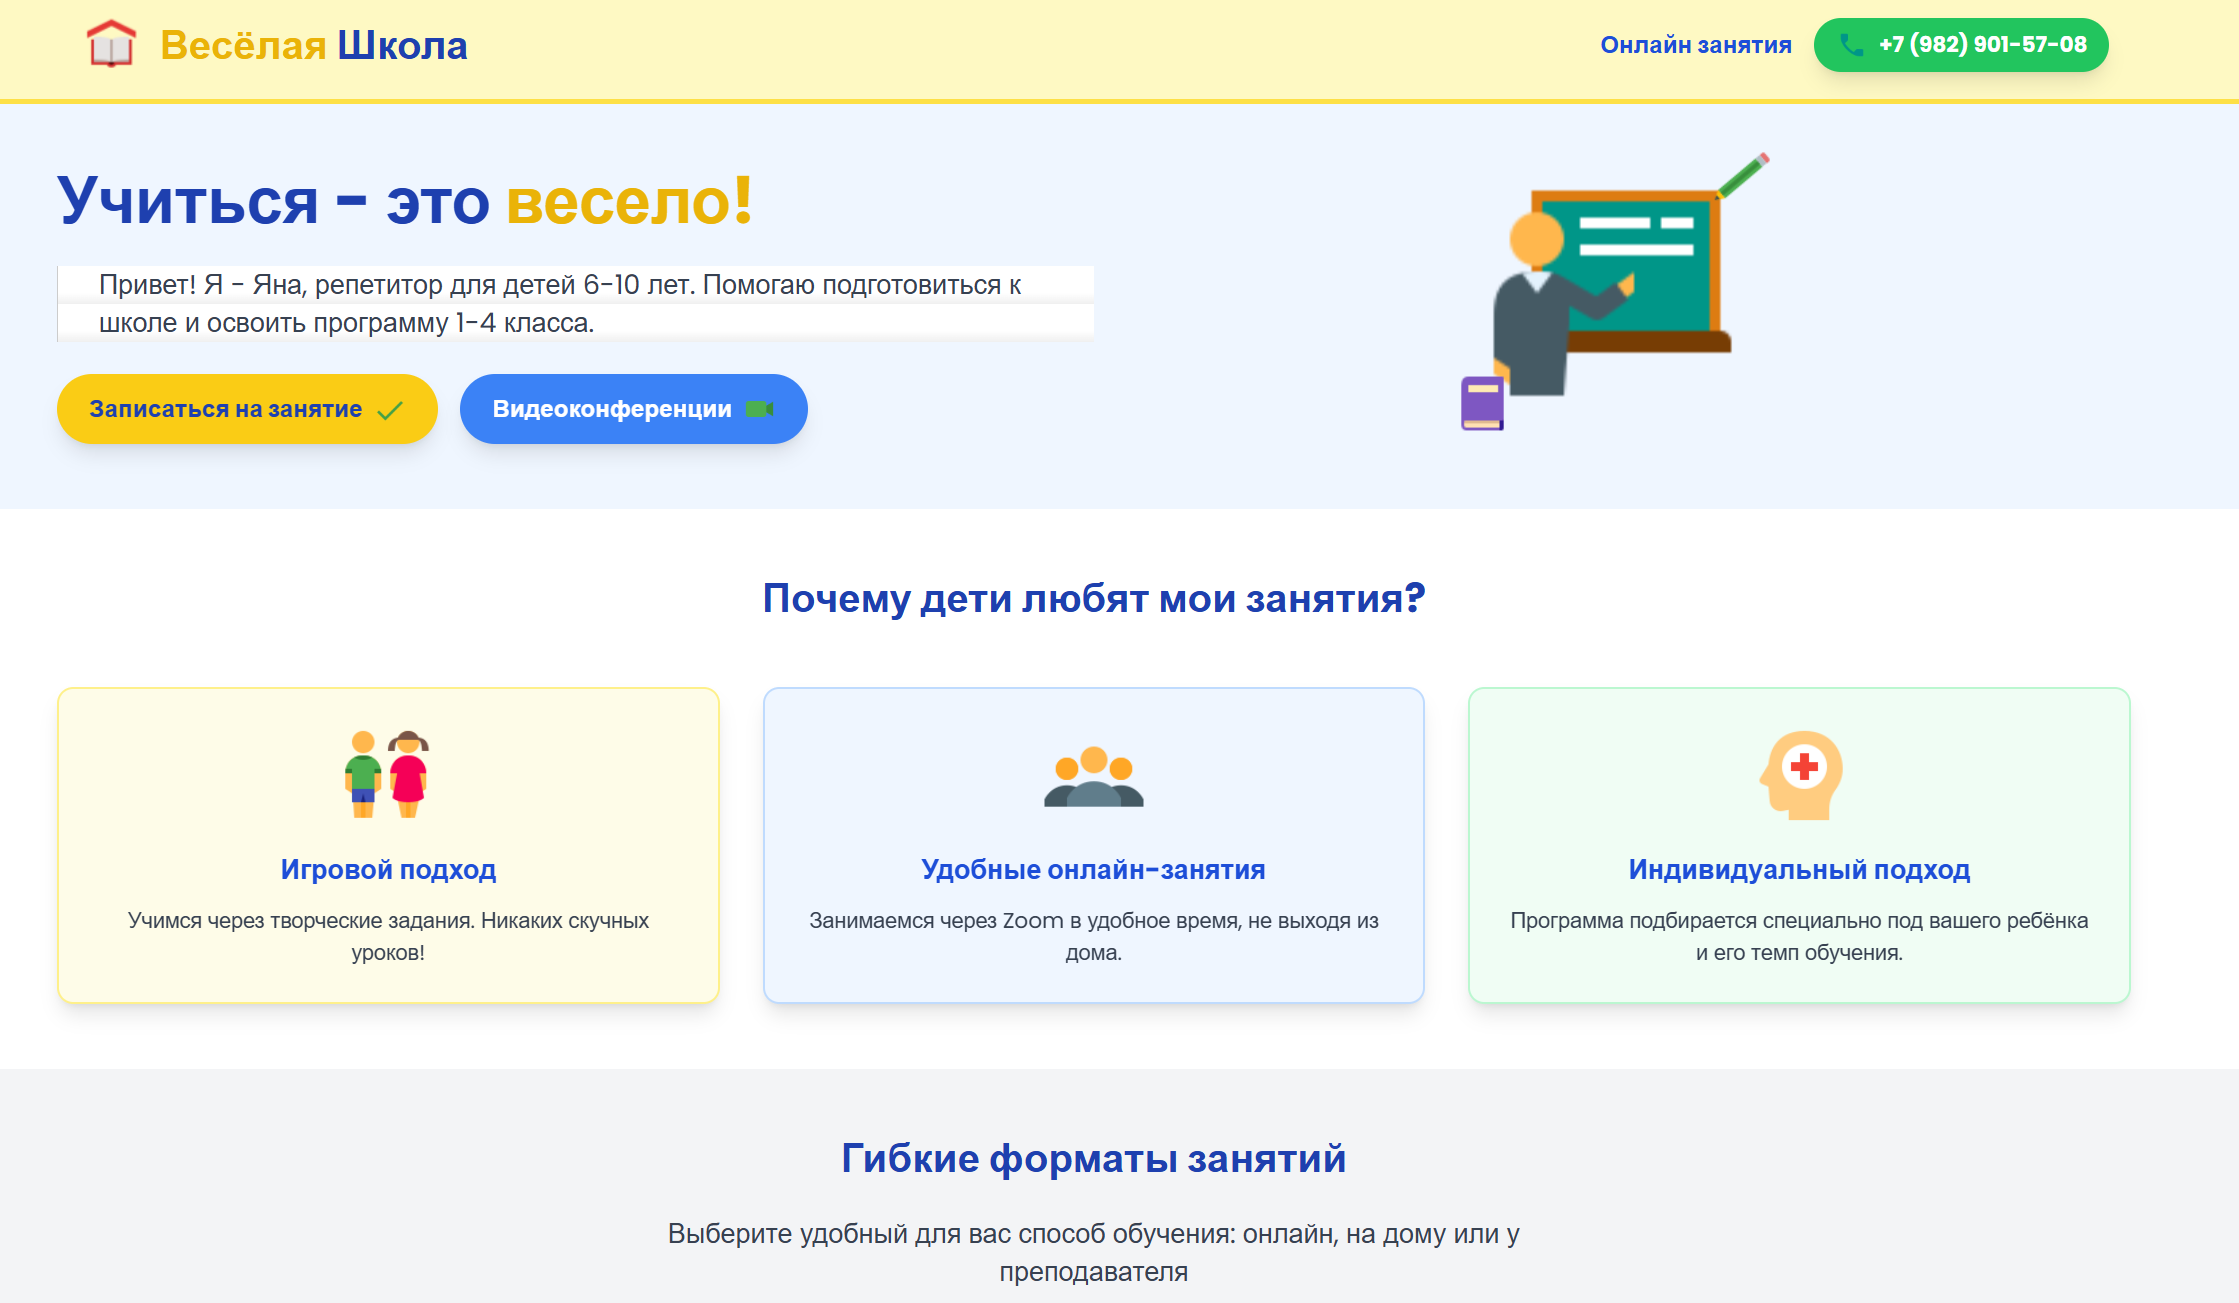 Весёлая Школа
Онлайн занятия
+7 (982) 901-57-08
Учиться - это весело!
Привет! Я - Яна, репетитор для детей 6-10 лет. Помогаю подготовиться к
школе и освоить программу 1-4 класса.
Записаться на занятие
Видеоконференции
Почему дети любят мои занятия?
Игровой подход
Учимся через творческие задания. Никаких скучных
уроков!
Удобные онлайн-занятия
Занимаемся через Zoom в удобное время, не выходя из
дома.
Индивидуальный подход
Программа подбирается специально под вашего ребёнка
и его темп обучения.
Гибкие форматы занятий
Выберите удобный для вас способ обучения: онлайн, на дому или у
преподавателя